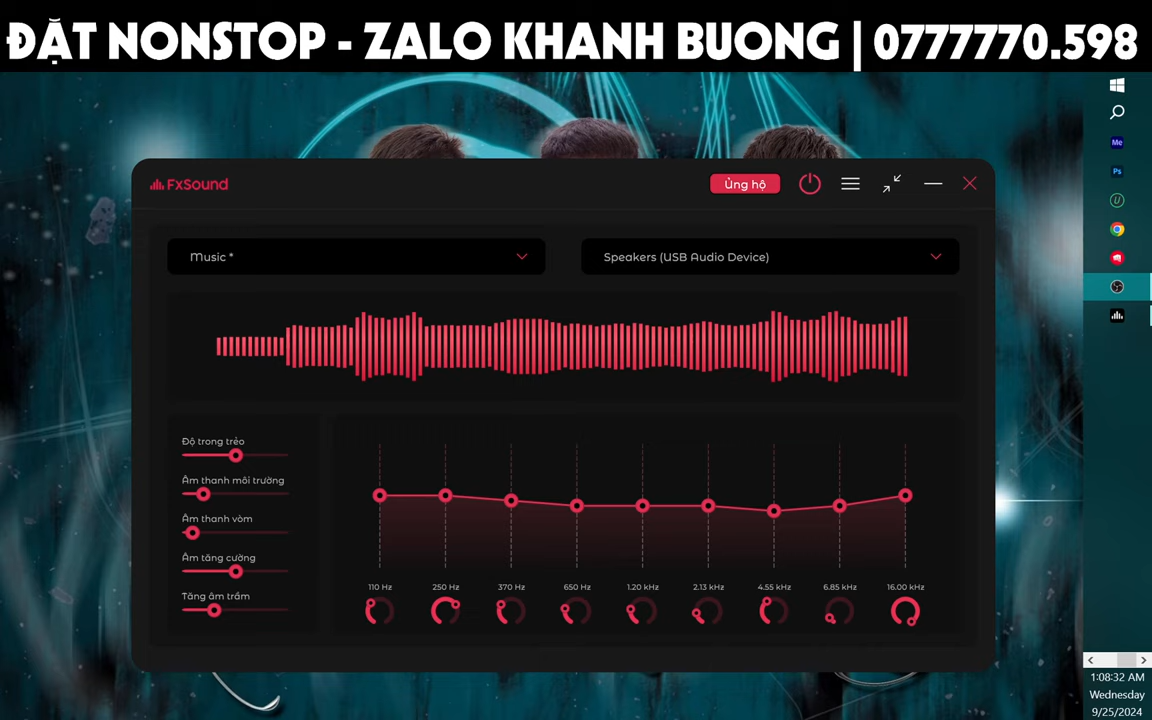 ĐẶT NONSTOP - ZALO KHANH BUONG | 0777770.598
FxSound
Ủng hộ
Music *
Speakers (USB Audio Device)
Độ trong trẻo
Âm thanh môi trường
Âm thanh vòm
Âm tăng cường
Tăng âm trầm
110 Hz
250 Hz
370 Hz
650 Hz
1.20 kHz
2.13 kHz
4.55 kHz
6.85 kHz
16.00 kHz
Me
Ps
U
1:08:32 AM
Wednesday
9/25/2024